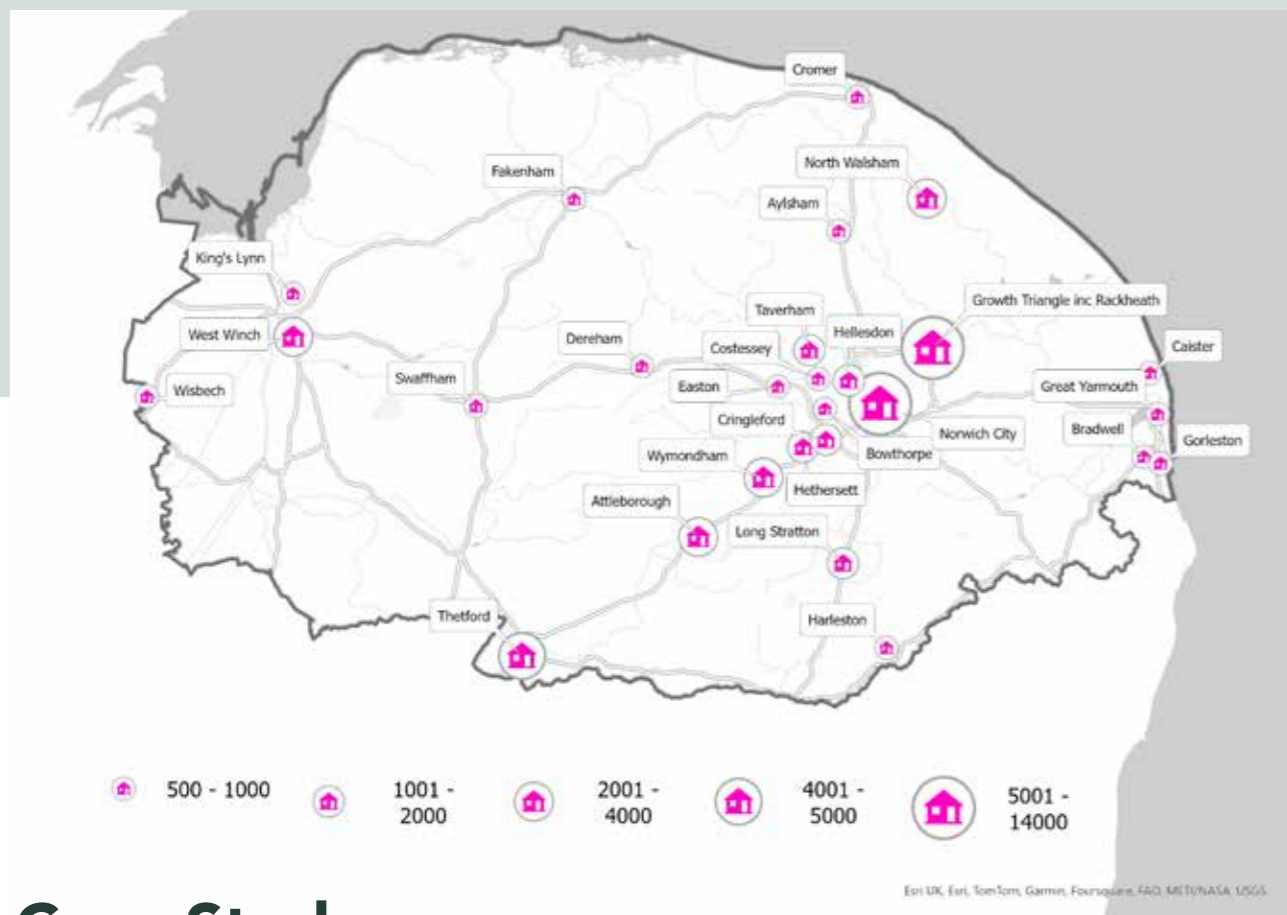 Cromer
North Walsham
Fakenham
Aylsham
King's Lynn
Growth Triangle inc Rackheath
Taverham
Hellesdon
West Winch
Dereham
Costessey
Caister
Swaffham
Easton
Great Yarmouth
Wisbech
Cringleford
Bradwell
Norwich City
Gorleston
Wymondham
Bowthorpe
Hethersett
Attleborough
Long Stratton
Thetford
Harleston
500 - 1000
1001 -
2000
2001 -
4000
4001 -
5000
5001 -
14000
Esri UK, Esri, TomTom, Garmin, Foursquare, FAO, METI/NASA, USGS